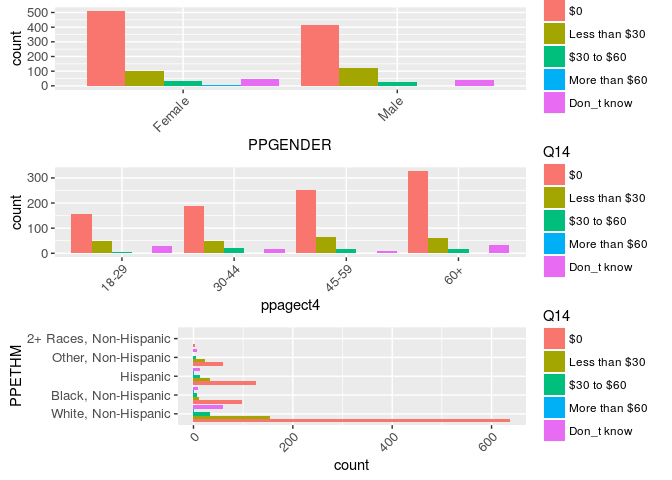 500
400
300
200
100
0
count
Female
Male
PPGENDER
$0
Less than $30
$30 to $60
More than $60
Don_t know
300
200
100
0
count
18-29
30-44
45-59
60+
ppagect4
Q14
$0
Less than $30
$30 to $60
More than $60
Don_t know
PPETHM
2+ Races, Non-Hispanic
Other, Non-Hispanic
Hispanic
Black, Non-Hispanic
White, Non-Hispanic
0
200
400
600
count
Q14
$0
Less than $30
$30 to $60
More than $60
Don_t know